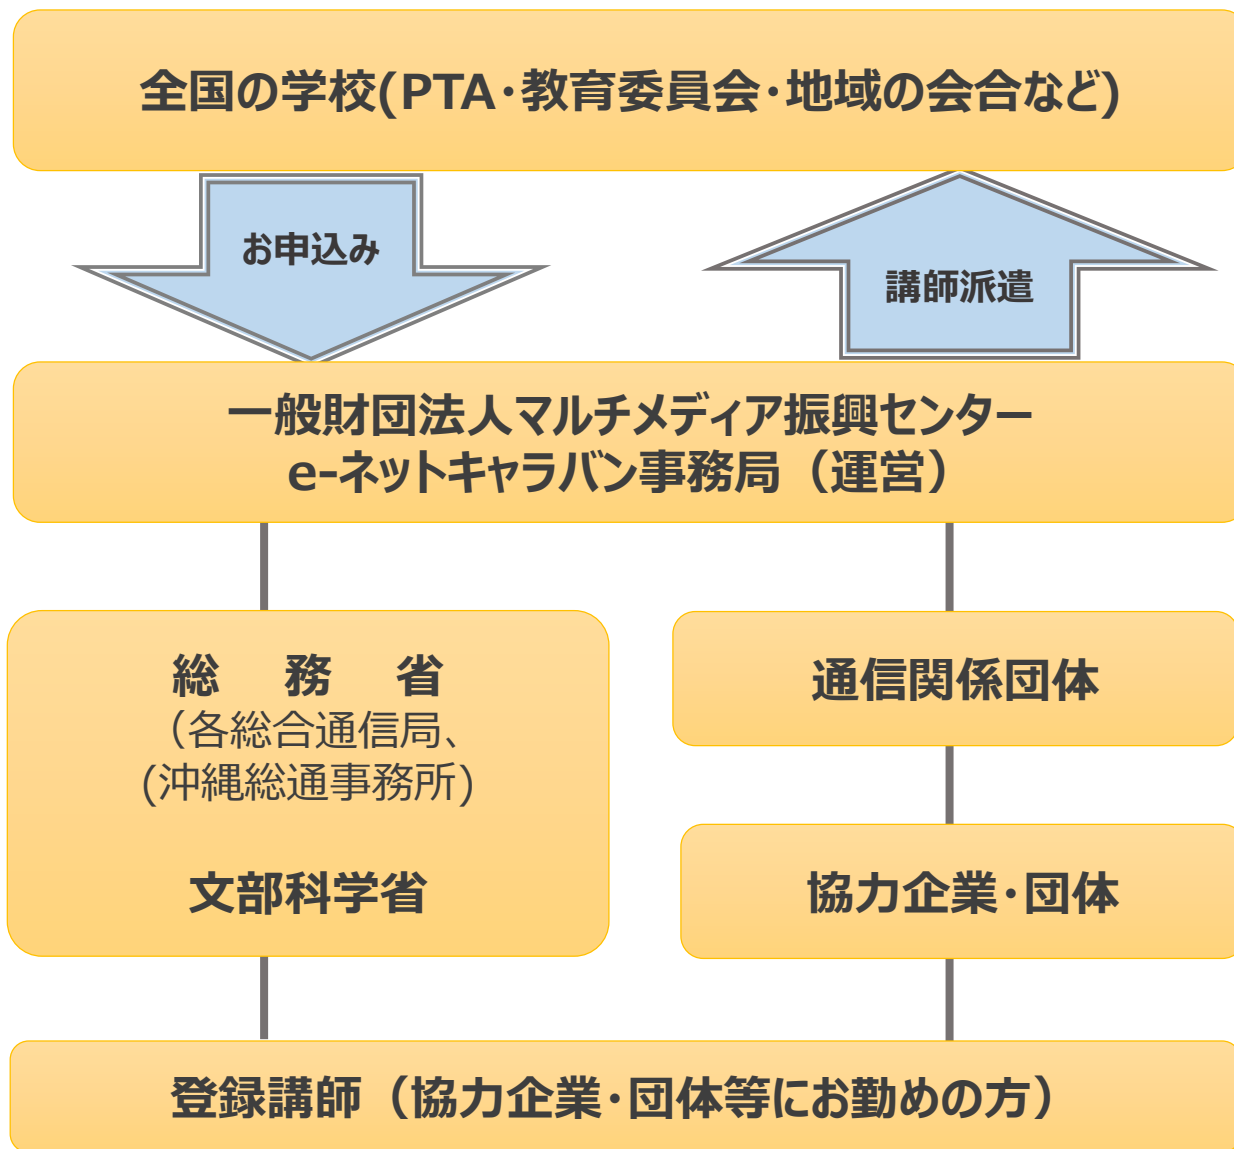 全国の学校(PTA・教育委員会・地域の会合など)
お申込み
講師派遣
一般財団法人マルチメディア振興センター
e-ネットキャラバン事務局（運営）
総　務　省
（各総合通信局、
(沖縄総通事務所)
文部科学省
通信関係団体
協力企業・団体
登録講師（協力企業・団体等にお勤めの方）